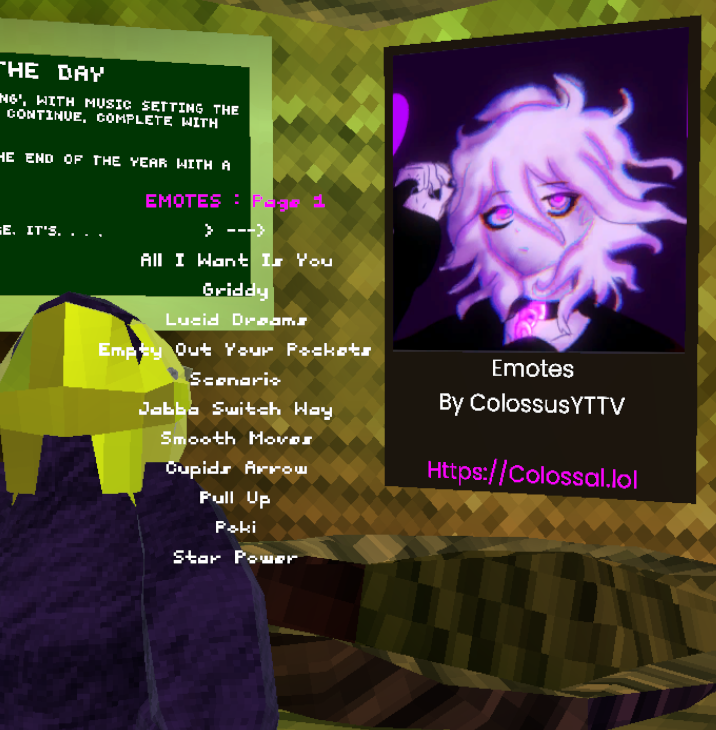 THE DAY
NG', WITH MUSIC SETTING THE
CONTINUE, COMPLETE WITH
HE END OF THE YEAR WITH A
GE. IT'S. . . .
EMOTES : Page 1
> --->
All I Want Is You
Griddy
Lucid Dreams
Empty Out Your Pockets
Scenario
Jabba Switch Way
Smooth Moves
Cupids Arrow
Pull Up
Poki
Star Power
Emotes
By ColossusYTTV
Https://Colossal.lol